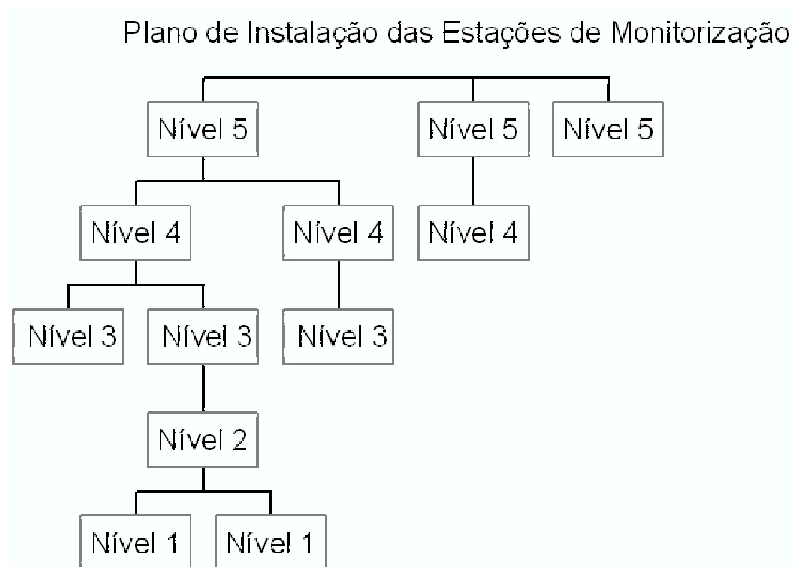 Plano de Instalação das Estações de Monitorização
Nível 5 Nível 5 Nível 5
Nível 4 Nível 4 Nível 4
Nível 3 Nível 3 Nível 3
Nível 2
Nível 1 Nível 1